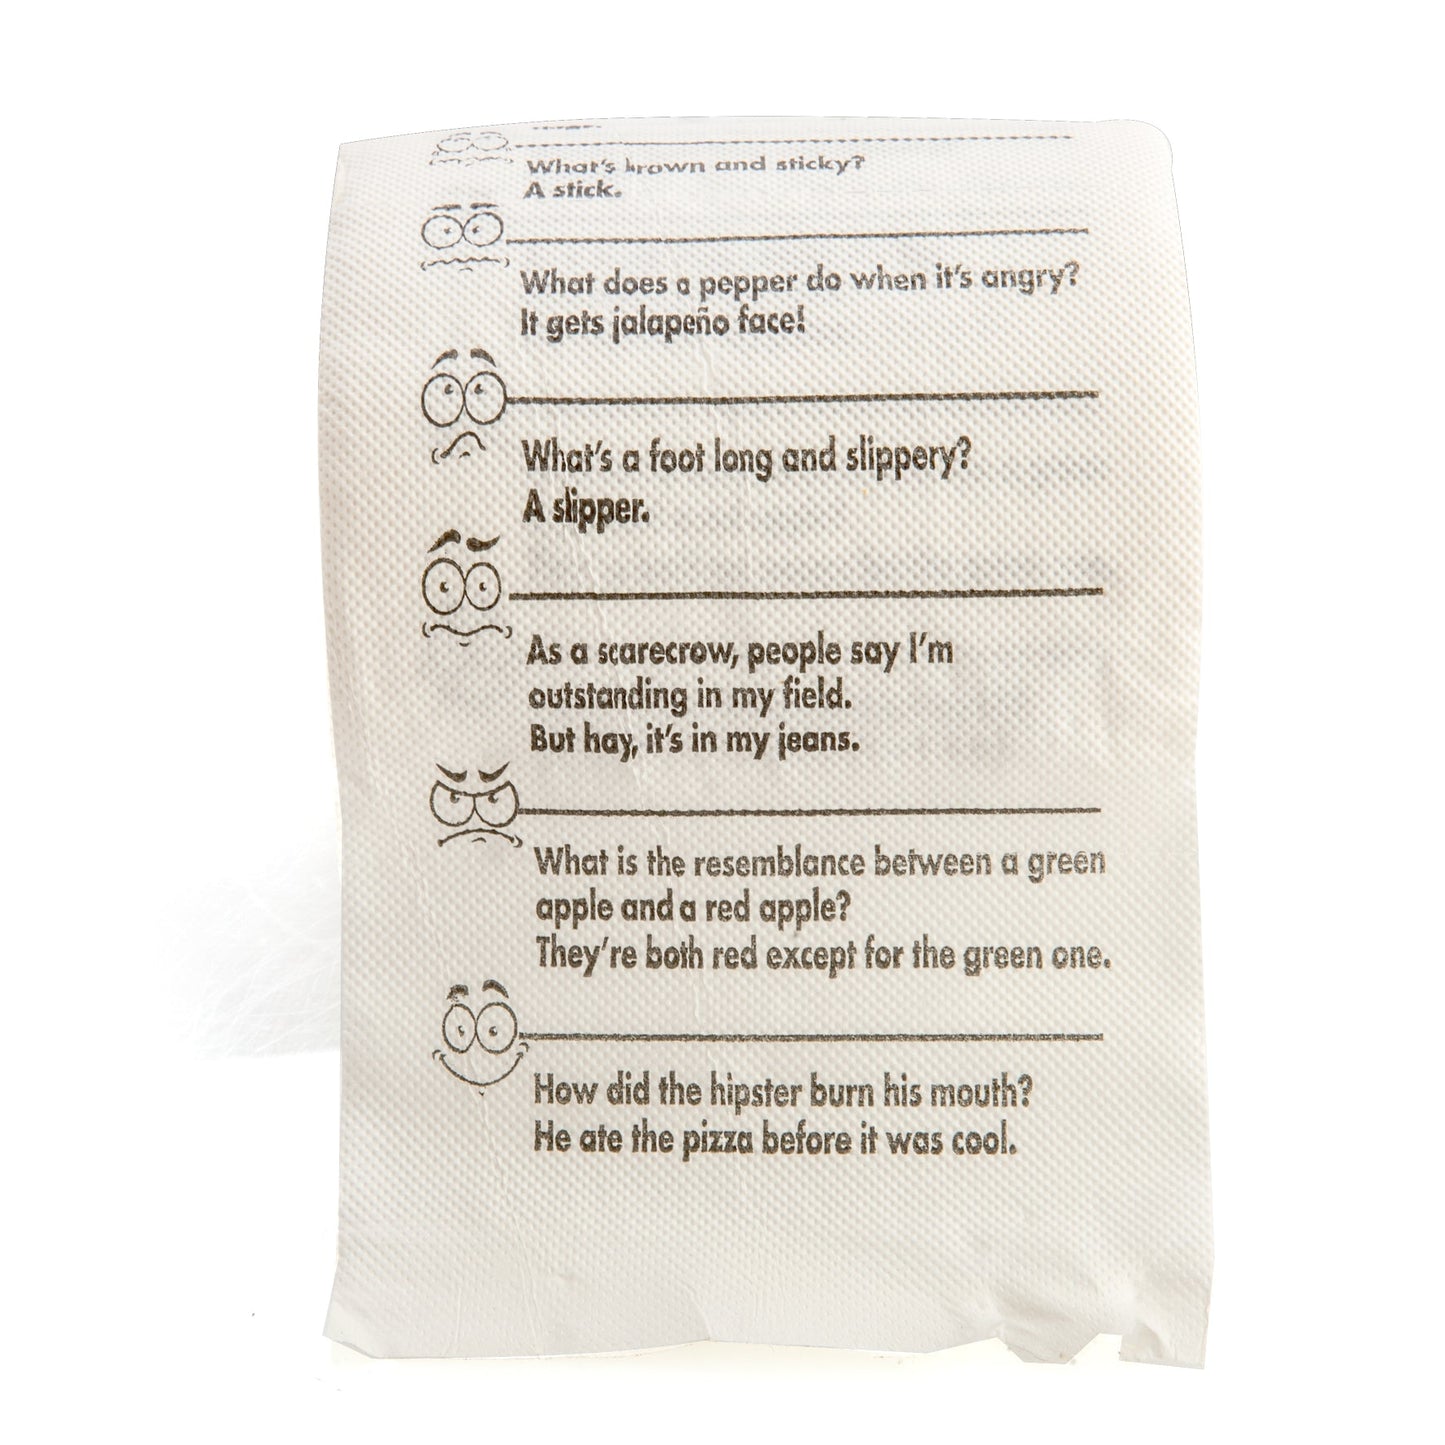 What's brown and sticky?
A stick.
What does a pepper do when it's angry?
It gets jalapeño face!
What's a foot long and slippery?
A slipper.
As a scarecrow, people say I'm
outstanding in my field.
But hay, it's in my jeans.
What is the resemblance between a green
apple and a red apple?
They're both red except for the green one.
How did the hipster burn his mouth?
He ate the pizza before it was cool.